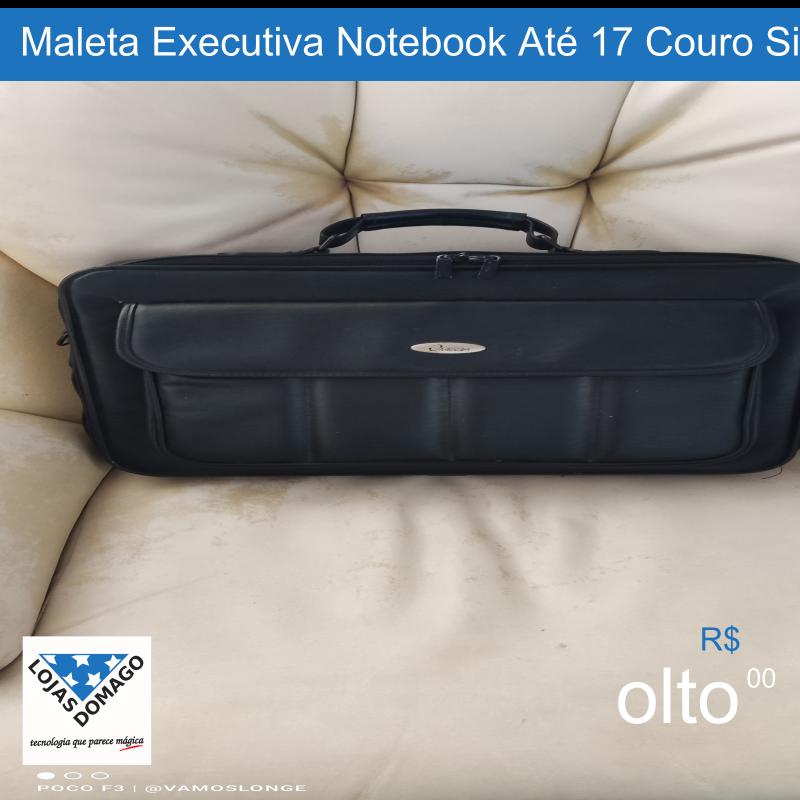 Maleta Executiva Notebook Até 17 Couro Si
R$
olto 00
LOJAS DOMAGO
tecnologia que parece mágica
POCO F3 | @VAMOSLONGE